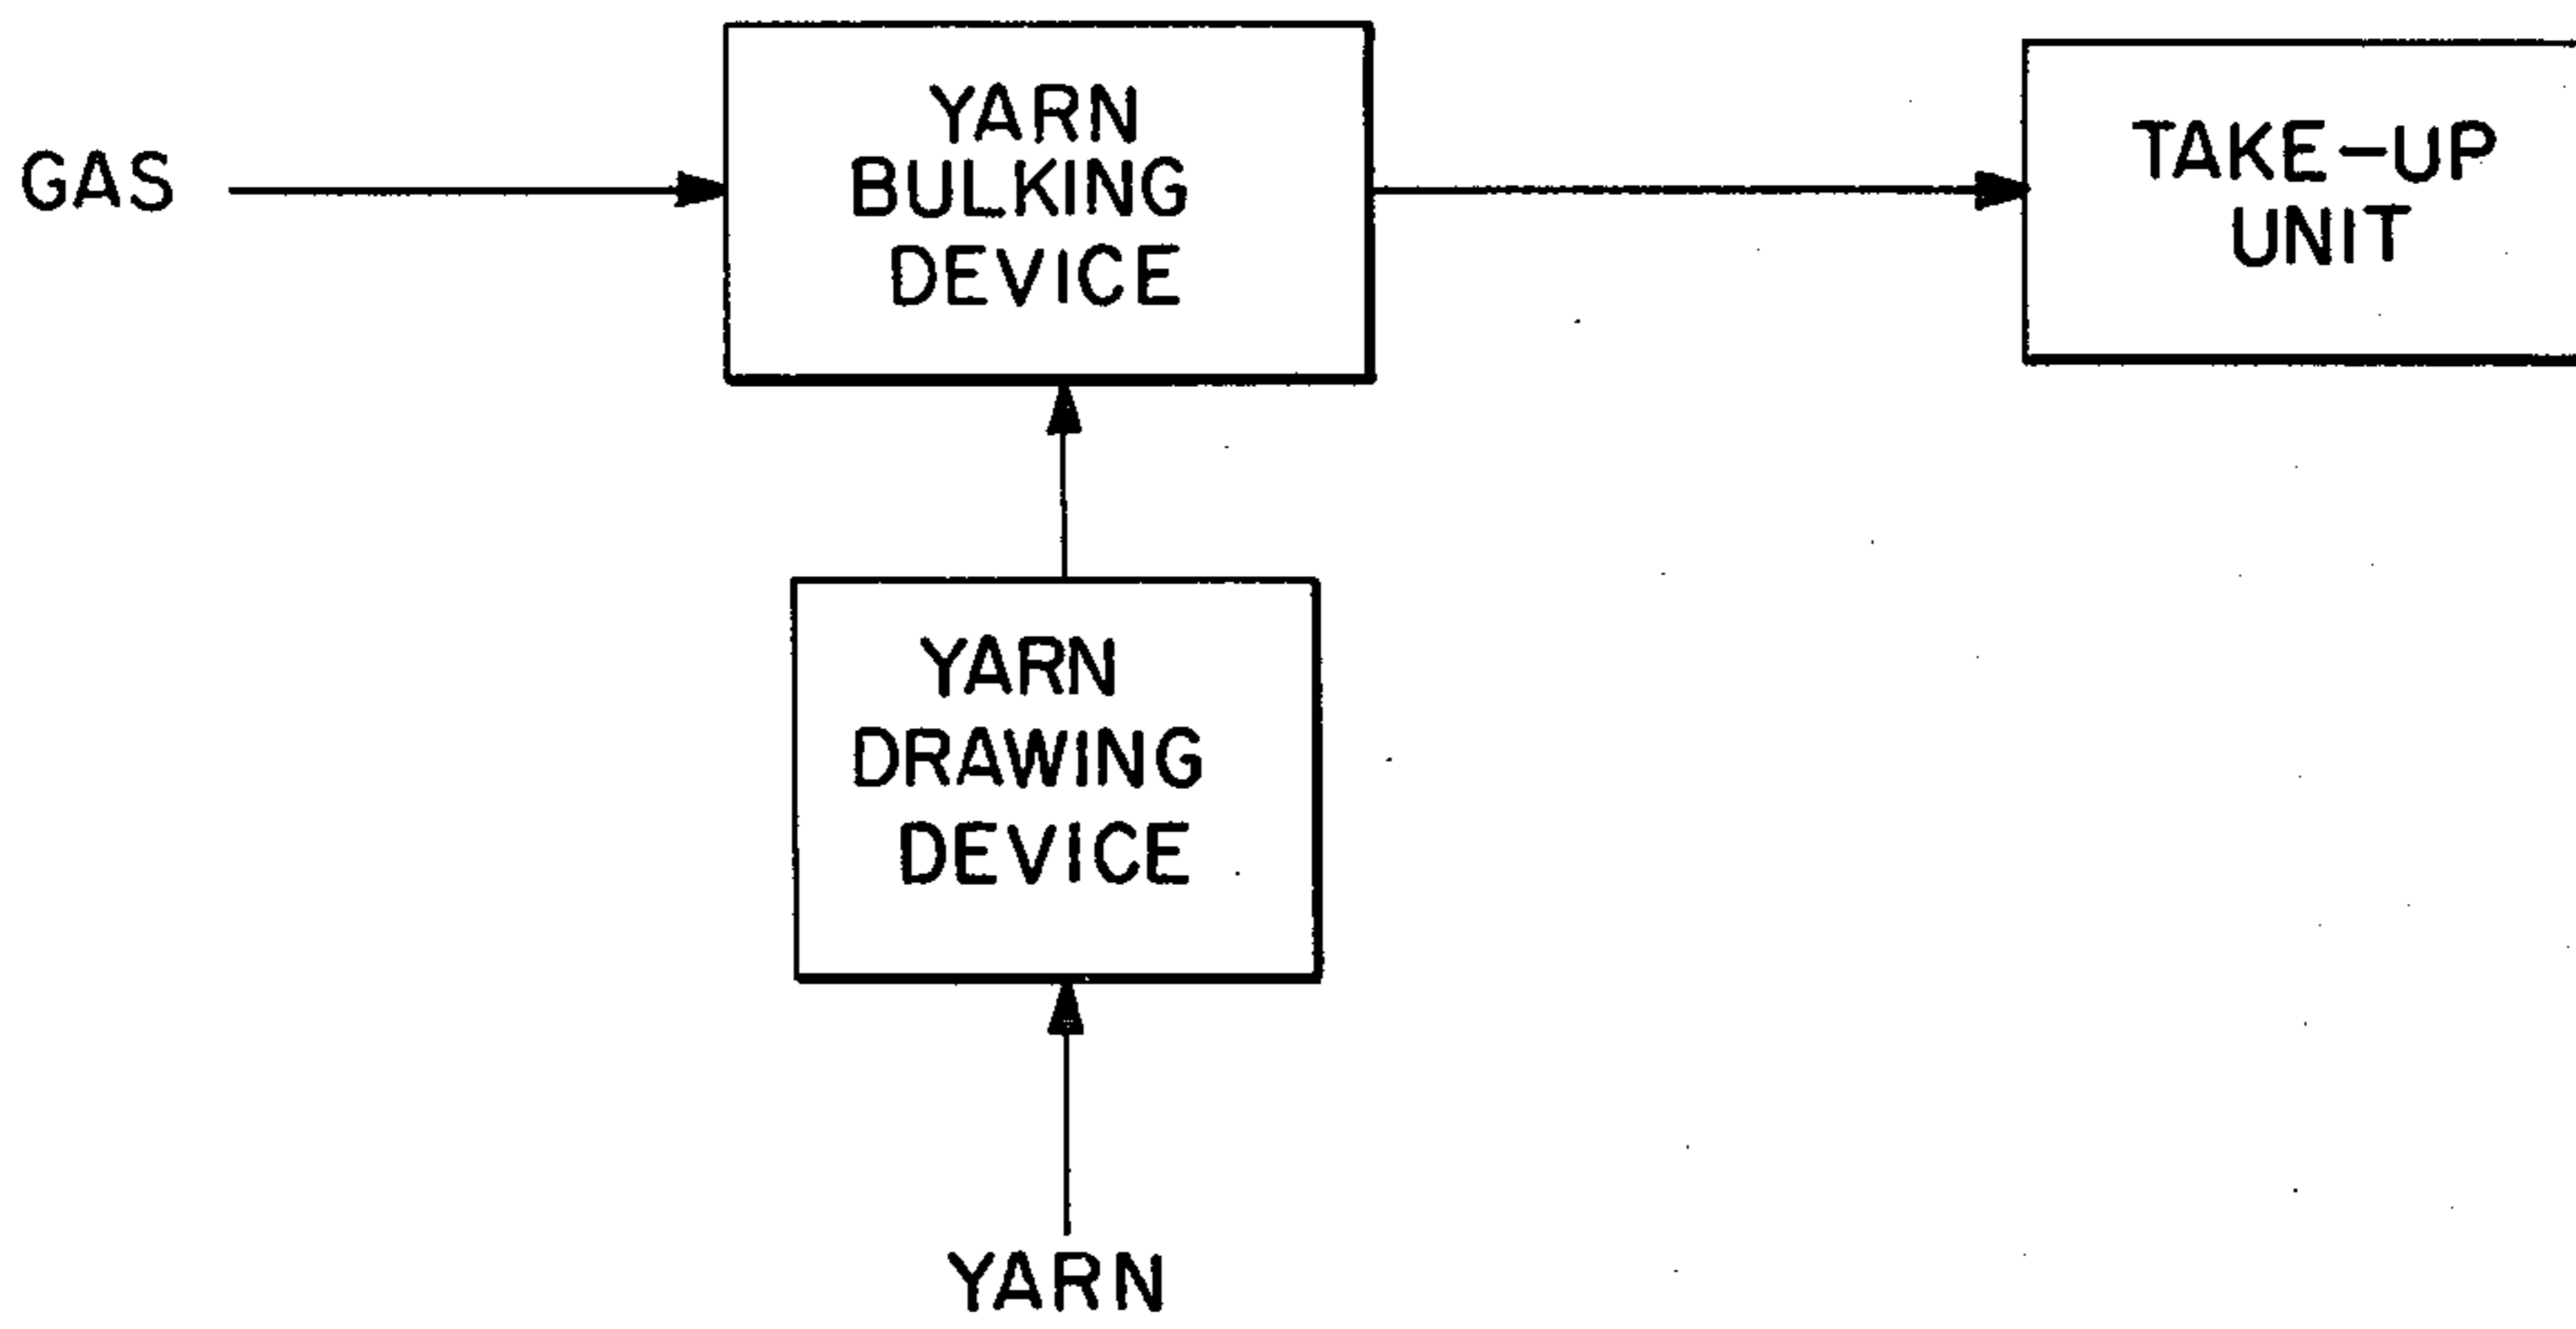 GAS
YARN
BULKING
DEVICE
TAKE-UP
UNIT
YARN
DRAWING
DEVICE
YARN